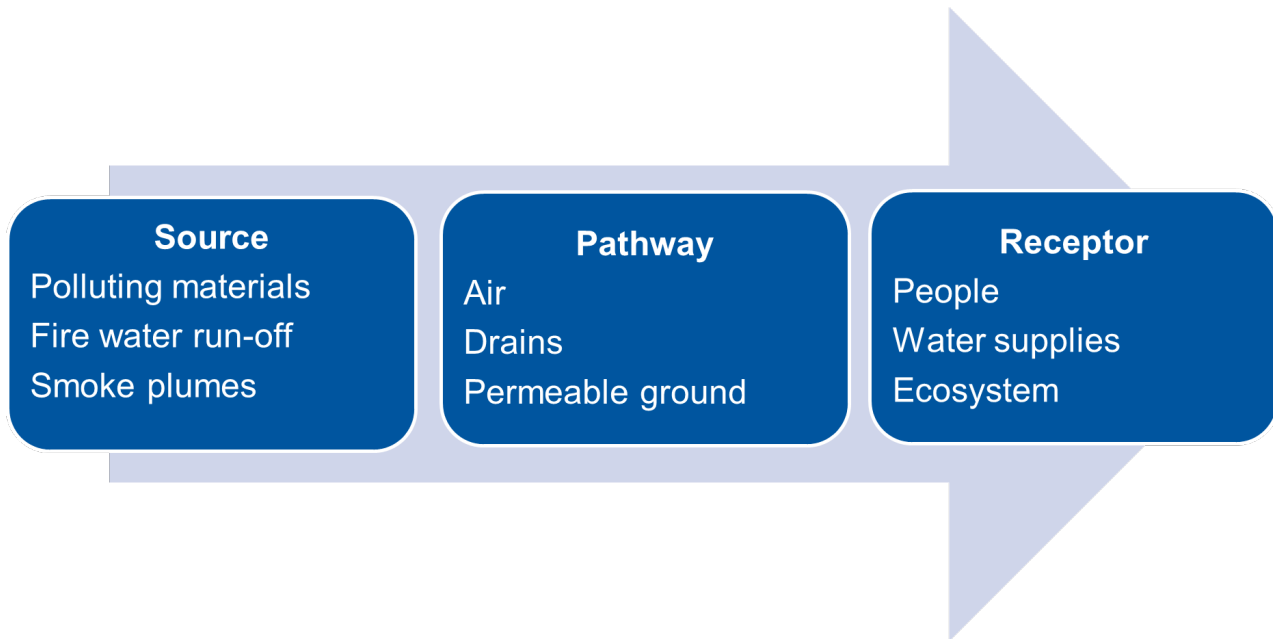 Source
Polluting materials
Fire water run-off
Smoke plumes
Pathway
Air
Drains
Permeable ground
Receptor
People
Water supplies
Ecosystem